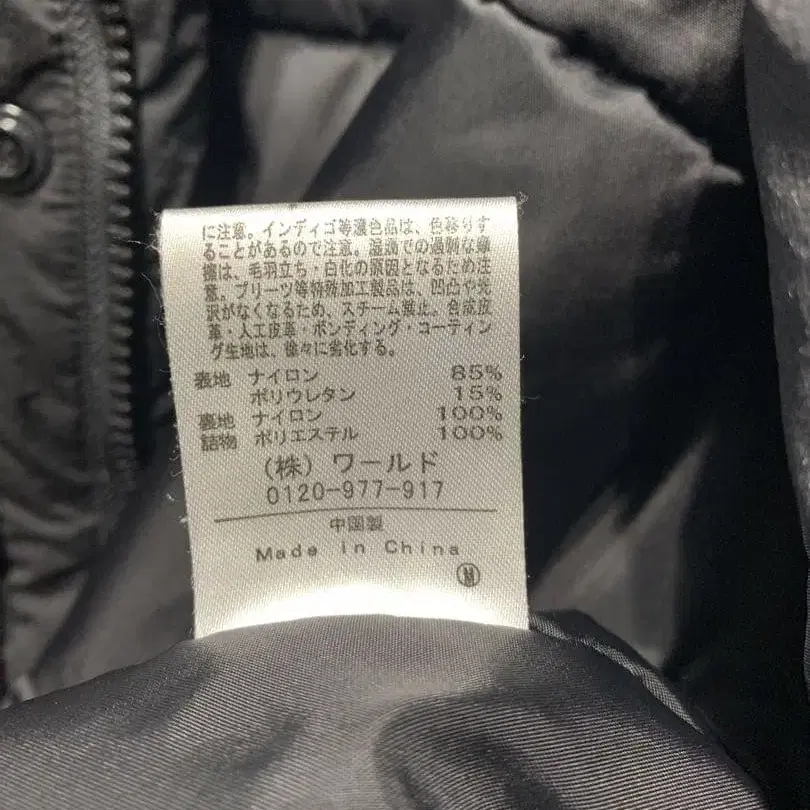 に注意。インディゴ等濃色品は、色移りす
ることがあるので注意。湿潤での過剰な摩
擦は、毛羽立ち・白化の原因となるため注
意。プリーツ等特殊加工製品は、凹凸や光
沢がなくなるため、スチーム禁止。合成皮
革・人工皮革・ボンディング・コーティン
グ生地は、徐々に劣化する。
表地 ナイロン 85%
ポリウレタン 15%
裏地 ナイロン 100%
詰物 ポリエステル 100%
(株) ワールド
0120-977-917
中国製
Made in China